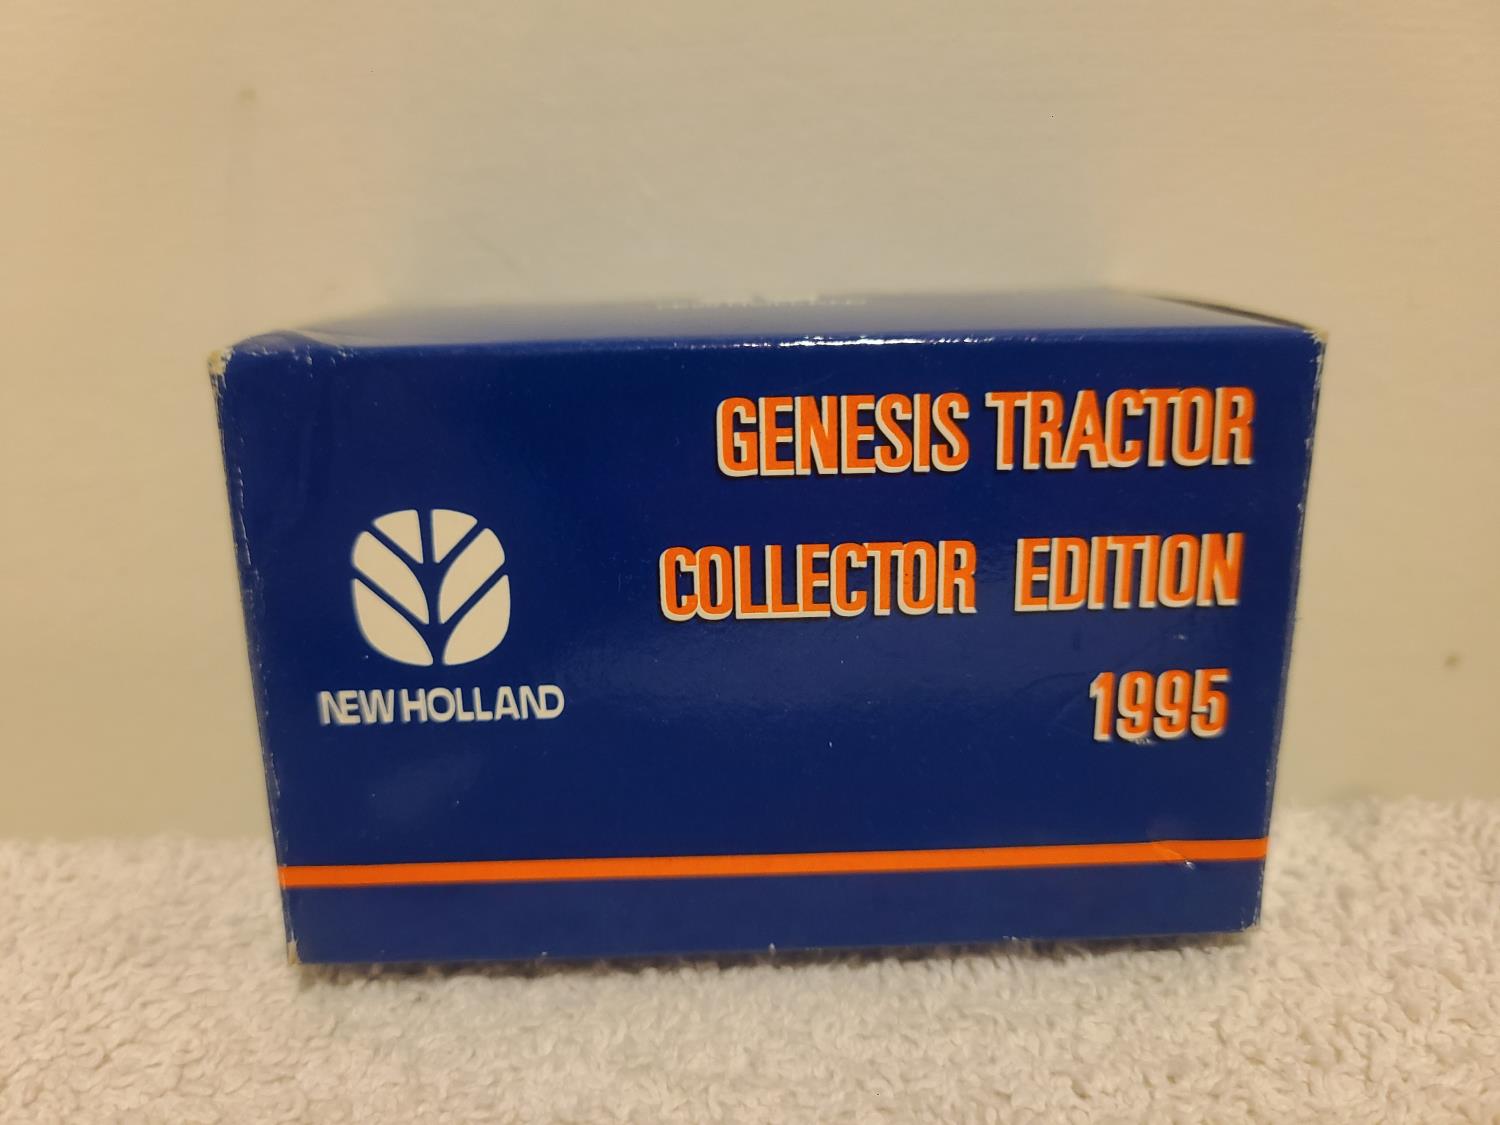 GENESIS TRACTOR
COLLECTOR EDITION
1995
NEW HOLLAND